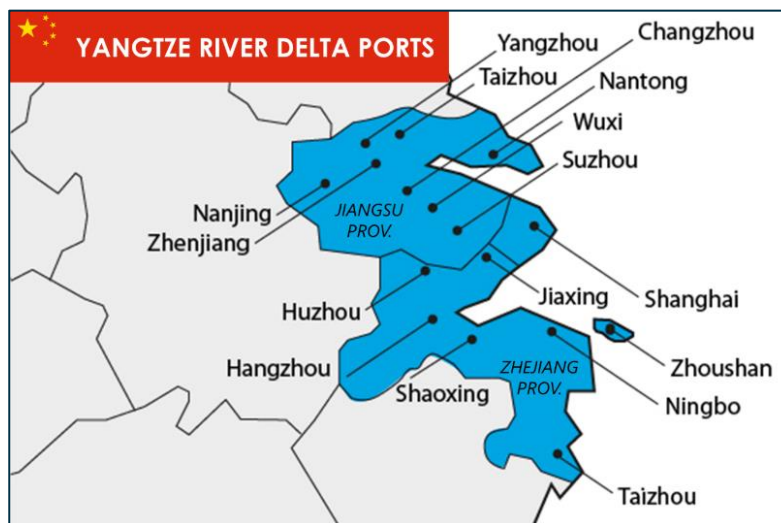 YANGTZE RIVER DELTA PORTS
Yangzhou
Changzhou
Taizhou
Nantong
Wuxi
Suzhou
Nanjing
JIANGSU
PROV.
Zhenjiang
Huzhou
Jiaxing
Shanghai
Hangzhou
Shaoxing
ZHEJIANG
PROV.
Zhoushan
Ningbo
Taizhou